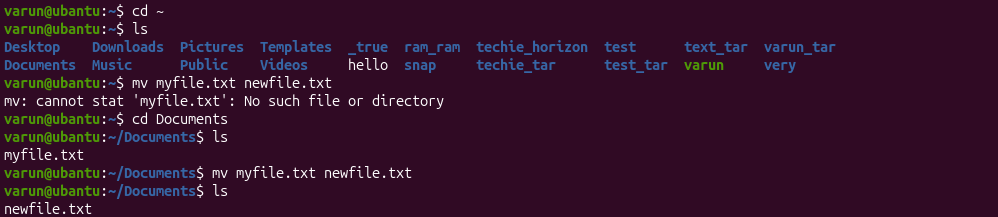 varun@ubantu:~$ cd ~
varun@ubantu:~$ ls
Desktop    Downloads  Pictures  Templates  _true  ram_ram  techie_horizon  test      text_tar  varun_tar
Documents  Music      Public    Videos     hello  snap     techie_tar      test_tar  varun     very
varun@ubantu:~$ mv myfile.txt newfile.txt
mv: cannot stat 'myfile.txt': No such file or directory
varun@ubantu:~$ cd Documents
varun@ubantu:~/Documents$ ls
myfile.txt
varun@ubantu:~/Documents$ mv myfile.txt newfile.txt
varun@ubantu:~/Documents$ ls
newfile.txt